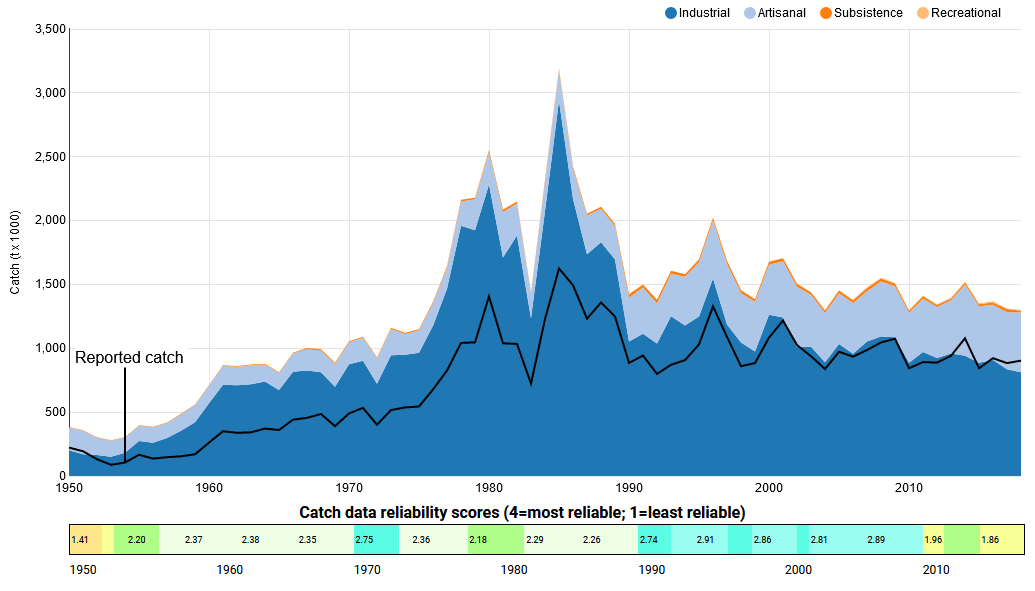 Industrial Artisanal Subsistence Recreational
3,500
3,000
2,500
2,000
1,500
1,000
500
0
Catch (t x 1000)
Reported catch
1950 1960 1970 1980 1990 2000 2010
Catch data reliability scores (4=most reliable; 1=least reliable)
1.41 2.20 2.37 2.38 2.35 2.75 2.36 2.18 2.29 2.26 2.74 2.91 2.86 2.81 2.89 1.96 1.86
1950 1960 1970 1980 1990 2000 2010